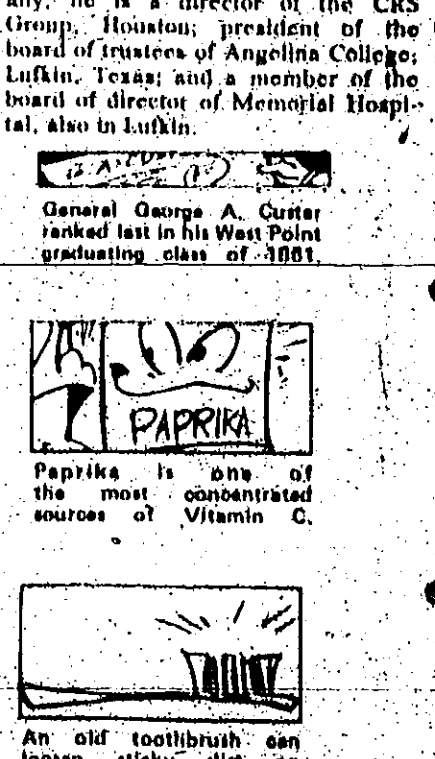 any, he is a director of the CRS
Group, Houston; president of the
board of trustees of Angelina College;
Lufkin, Texas; and a member of the
board of director of Memorial Hospi-
tal, also in Lufkin.
General George A. Custer
ranked last in his West Point
graduating class of 1861.
PAPRIKA
Paprika is one of
the most concentrated
sources of Vitamin C.
An old toothbrush can
loosen sticky